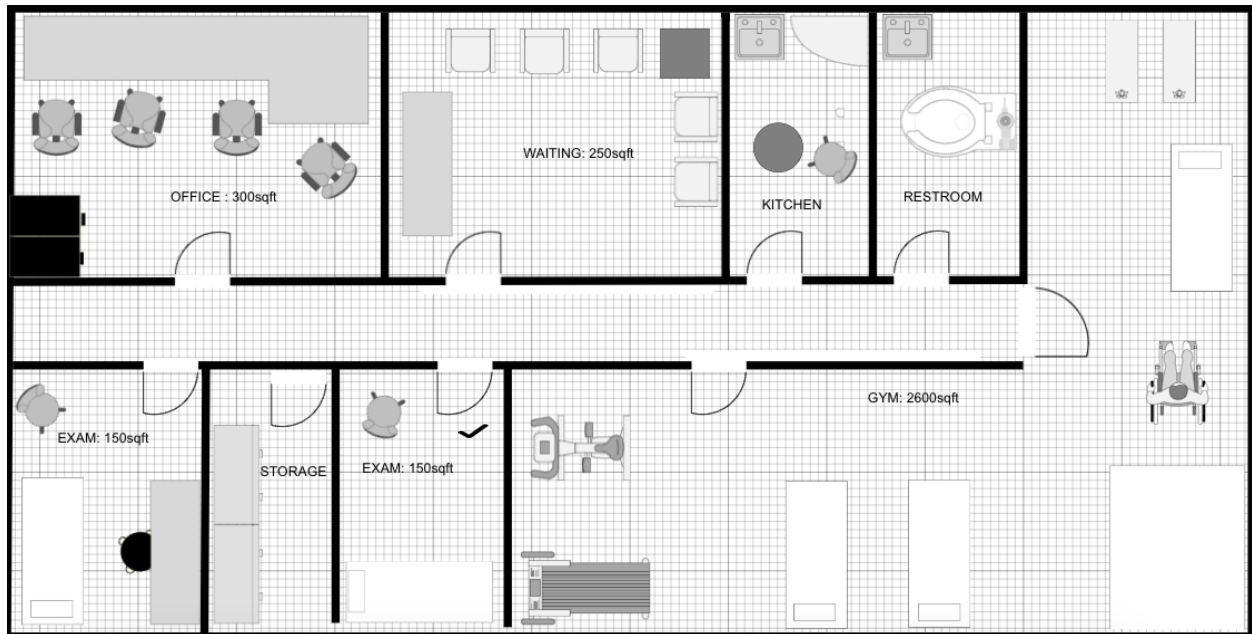 OFFICE : 300sqft
WAITING: 250sqft
KITCHEN
RESTROOM
GYM: 2600sqft
EXAM: 150sqft
STORAGE
EXAM: 150sqft